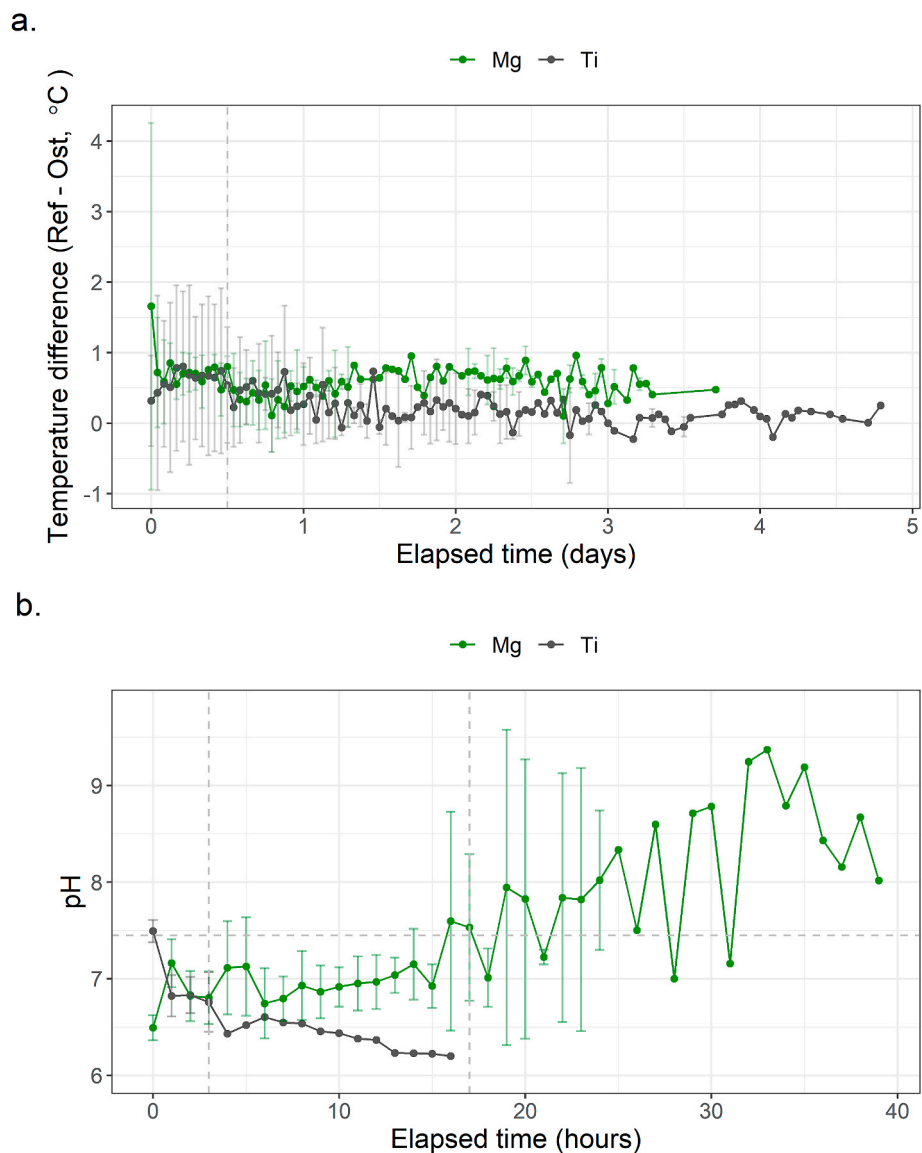 a.
Mg Ti
Temperature difference (Ref - Ost, °C)
4
3
2
1
0
-1
0 1 2 3 4 5
Elapsed time (days)
b.
Mg Ti
pH
9
8
7
6
0 10 20 30 40
Elapsed time (hours)